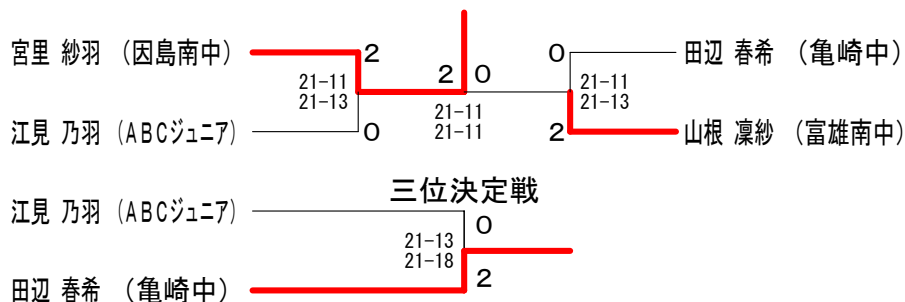 宮里 紗羽 (因島南中)
2
21-11
21-13
0
江見 乃羽 (ABCジュニア)
2 0
21-11
21-11
0
田辺 春希 (亀崎中)
21-11
21-13
2
山根 凜紗 (富雄南中)
三位決定戦
江見 乃羽 (ABCジュニア)
0
21-13
21-18
2
田辺 春希 (亀崎中)